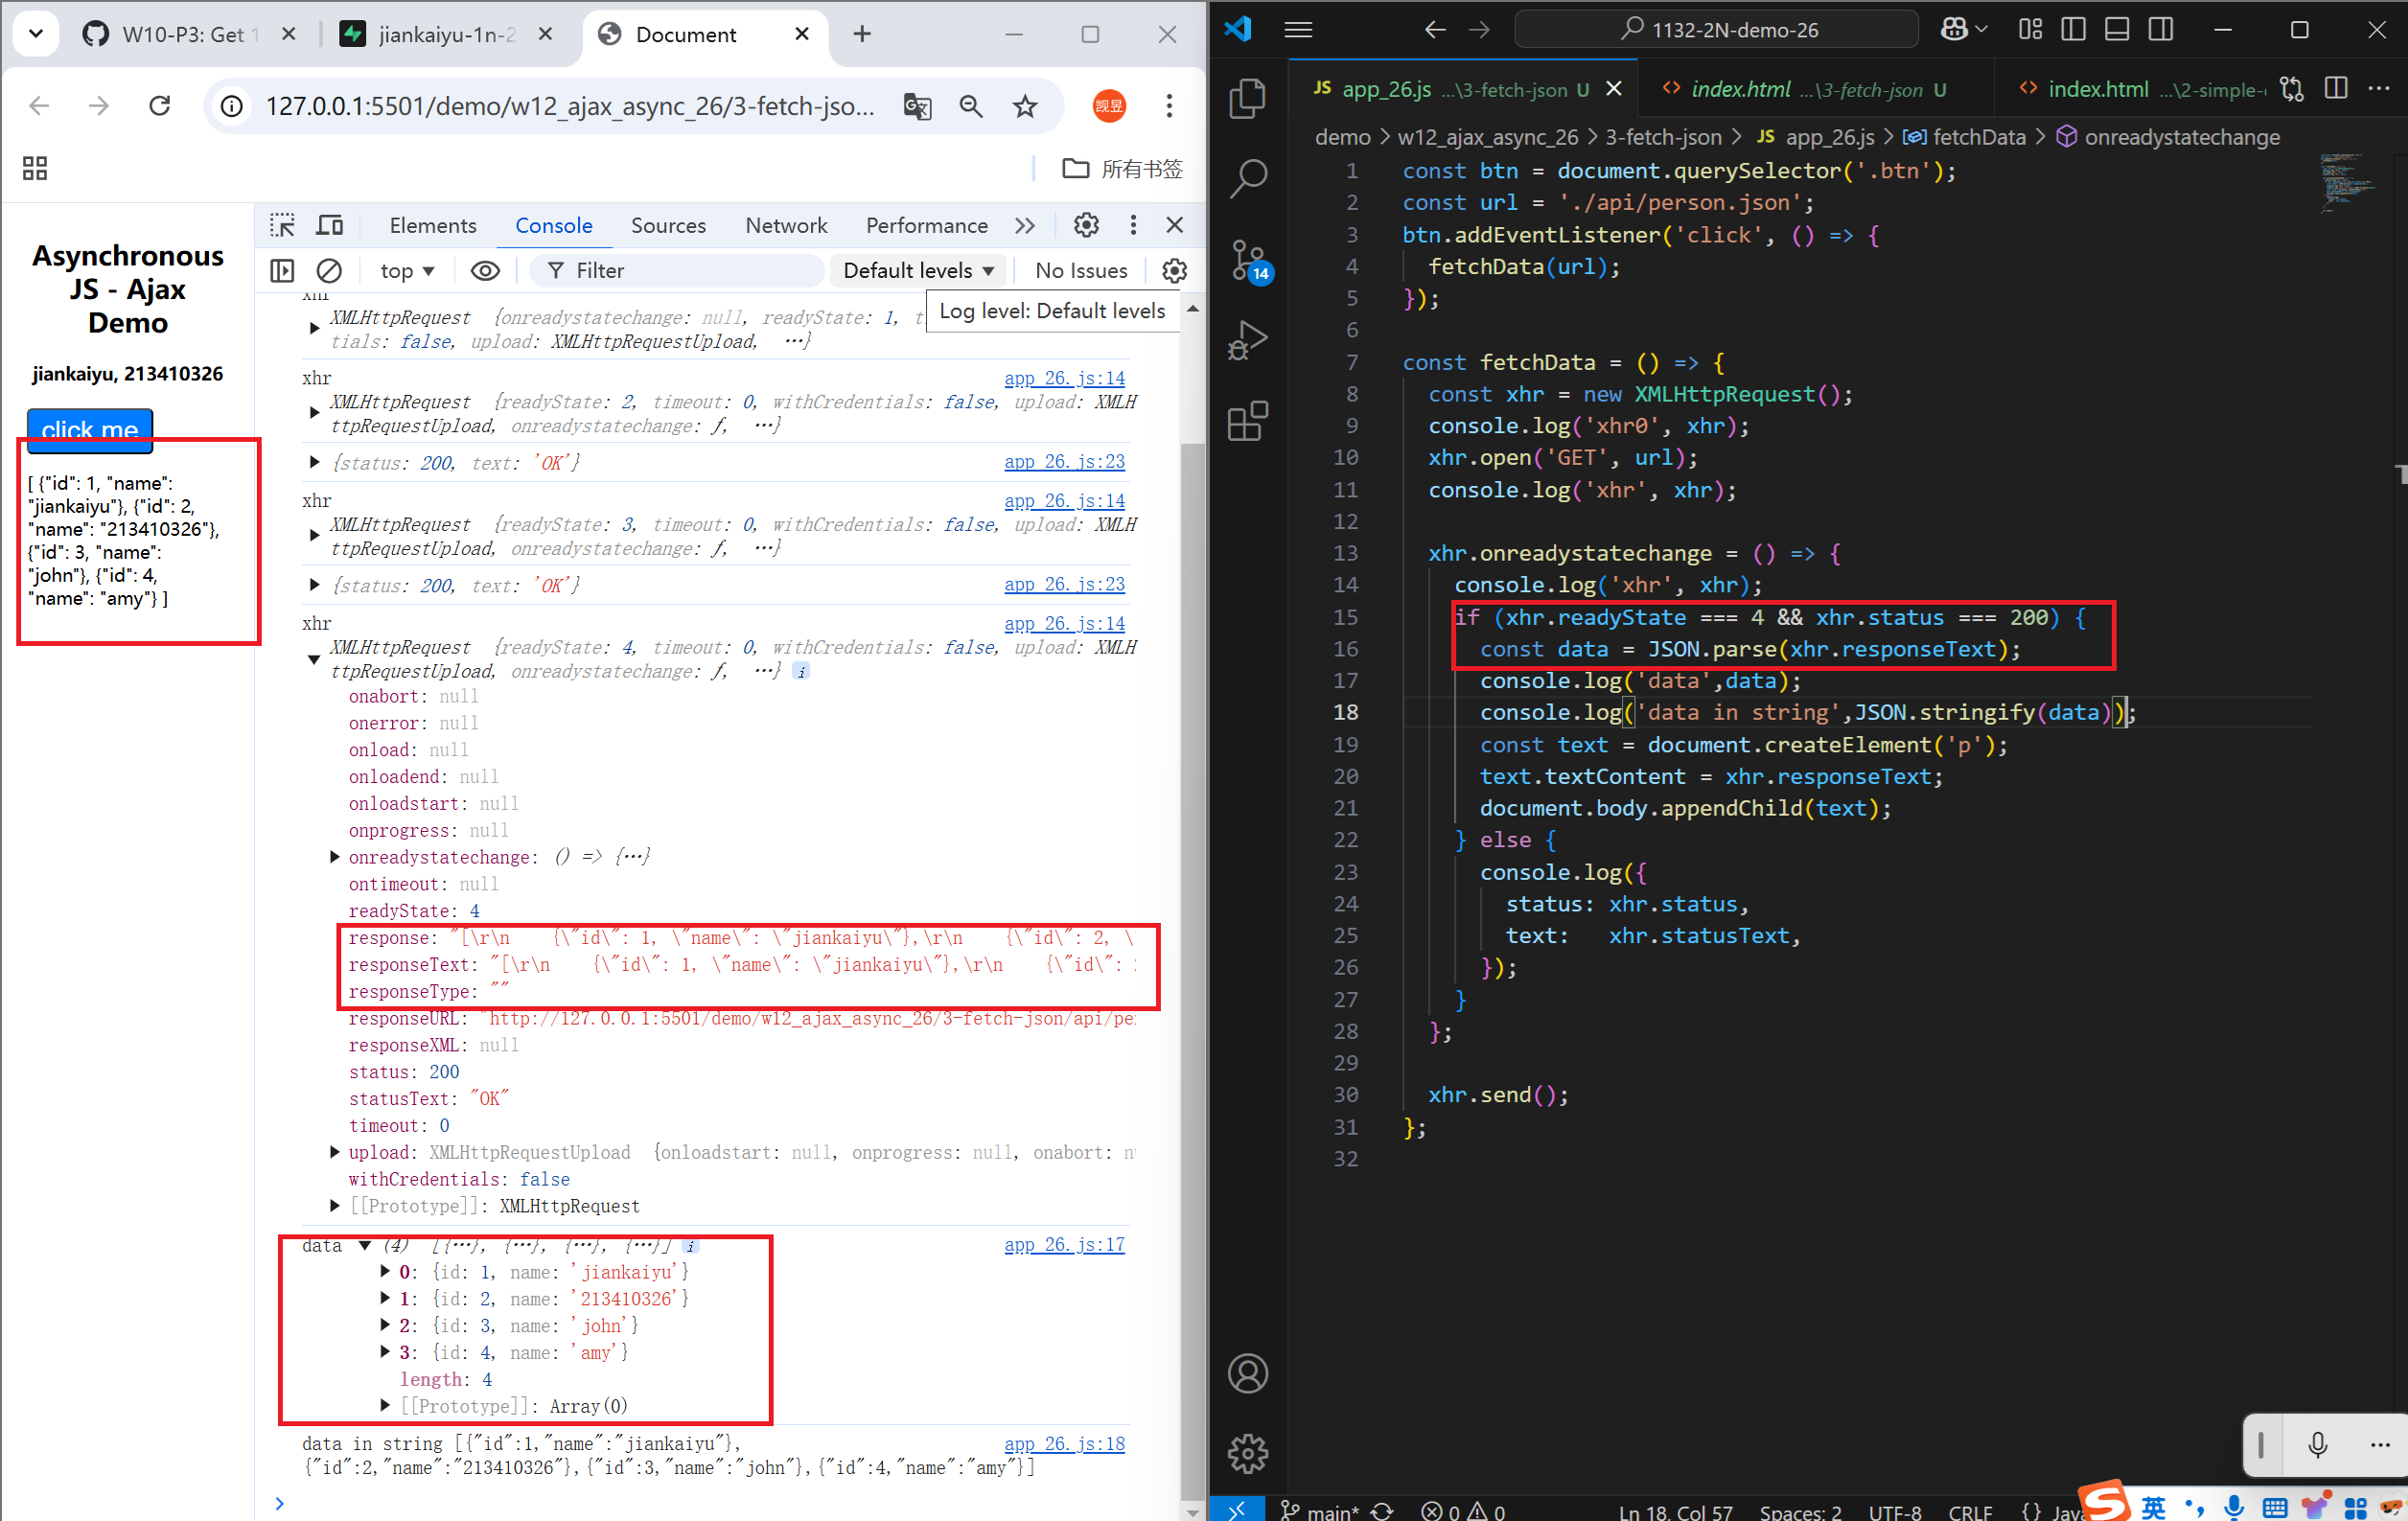 W10-P3: Get 1
jiankaiyu-1n-2
Document
127.0.0.1:5501/demo/w12_ajax_async_26/3-fetch-jso...
凯昱
所有书签
Asynchronous
JS - Ajax
Demo
jiankaiyu, 213410326
click me
[ {"id": 1, "name":
"jiankaiyu"}, {"id": 2,
"name": "213410326"},
{"id": 3, "name":
"john"}, {"id": 4,
"name": "amy"} ]
Elements Console Sources Network Performance
top Filter Default levels No Issues
Log level: Default levels
xhr
XMLHttpRequest {onreadystatechange: null, readyState: 1, t
tials: false, upload: XMLHttpRequestUpload, …}
xhr app_26.js:14
XMLHttpRequest {readyState: 2, timeout: 0, withCredentials: false, upload: XMLH
ttpRequestUpload, onreadystatechange: ƒ, …}
{status: 200, text: 'OK'} app_26.js:23
xhr app_26.js:14
XMLHttpRequest {readyState: 3, timeout: 0, withCredentials: false, upload: XMLH
ttpRequestUpload, onreadystatechange: ƒ, …}
{status: 200, text: 'OK'} app_26.js:23
xhr app_26.js:14
XMLHttpRequest {readyState: 4, timeout: 0, withCredentials: false, upload: XMLH
ttpRequestUpload, onreadystatechange: ƒ, …} i
onabort: null
onerror: null
onload: null
onloadend: null
onloadstart: null
onprogress: null
onreadystatechange: () => {…}
ontimeout: null
readyState: 4
response: "[\r\n    {\"id\": 1, \"name\": \"jiankaiyu\"},\r\n    {\"id\": 2, \
responseText: "[\r\n    {\"id\": 1, \"name\": \"jiankaiyu\"},\r\n    {\"id\": 2
responseType: ""
responseURL: "http://127.0.0.1:5501/demo/w12_ajax_async_26/3-fetch-json/api/pe
responseXML: null
status: 200
statusText: "OK"
timeout: 0
upload: XMLHttpRequestUpload {onloadstart: null, onprogress: null, onabort: n
withCredentials: false
[[Prototype]]: XMLHttpRequest
data (4) [{…}, {…}, {…}, {…}] i app_26.js:17
0: {id: 1, name: 'jiankaiyu'}
1: {id: 2, name: '213410326'}
2: {id: 3, name: 'john'}
3: {id: 4, name: 'amy'}
length: 4
[[Prototype]]: Array(0)
data in string [{"id":1,"name":"jiankaiyu"}, app_26.js:18
{"id":2,"name":"213410326"},{"id":3,"name":"john"},{"id":4,"name":"amy"}]
1132-2N-demo-26
JS app_26.js ...\3-fetch-json U
index.html ...\3-fetch-json U
index.html ...\2-simple-
demo > w12_ajax_async_26 > 3-fetch-json > JS app_26.js > fetchData > onreadystatechange
14
1 const btn = document.querySelector('.btn');
2 const url = './api/person.json';
3 btn.addEventListener('click', () => {
4   fetchData(url);
5 });
6
7 const fetchData = () => {
8   const xhr = new XMLHttpRequest();
9   console.log('xhr0', xhr);
10   xhr.open('GET', url);
11   console.log('xhr', xhr);
12
13   xhr.onreadystatechange = () => {
14     console.log('xhr', xhr);
15     if (xhr.readyState === 4 && xhr.status === 200) {
16       const data = JSON.parse(xhr.responseText);
17       console.log('data',data);
18       console.log('data in string',JSON.stringify(data));
19       const text = document.createElement('p');
20       text.textContent = xhr.responseText;
21       document.body.appendChild(text);
22     } else {
23       console.log({
24         status: xhr.status,
25         text:   xhr.statusText,
26       });
27     }
28   };
29
30   xhr.send();
31 };
32
main* 0 0 Ln 18, Col 57 Spaces: 2 UTF-8 CRLF {} Java
S 英